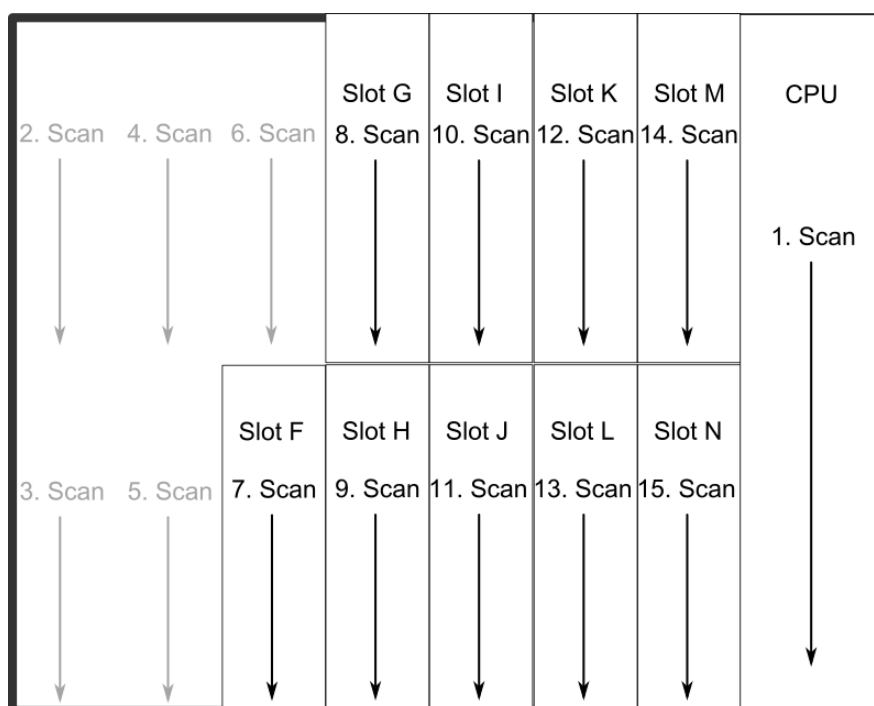 Slot G Slot I Slot K Slot M CPU
2. Scan 4. Scan 6. Scan 8. Scan 10. Scan 12. Scan 14. Scan
1. Scan
Slot F Slot H Slot J Slot L Slot N
3. Scan 5. Scan 7. Scan 9. Scan 11. Scan 13. Scan 15. Scan